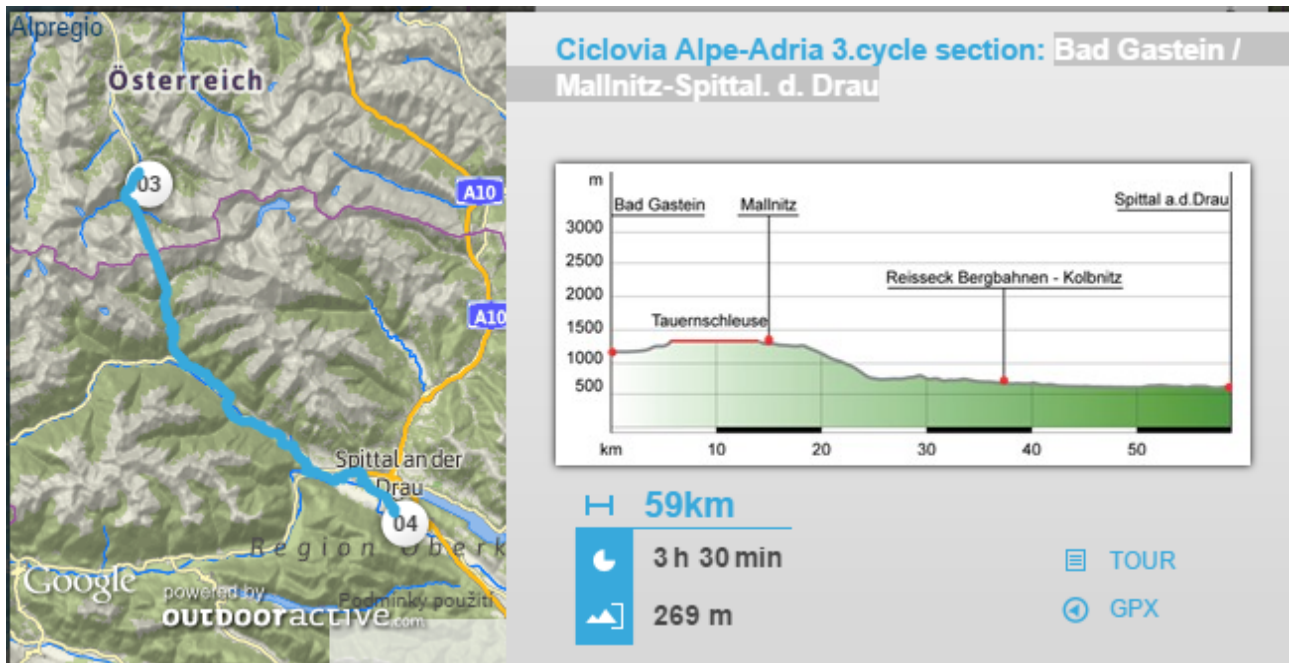 Alpregio
Österreich
03
A10
A10
Spittal an der
Drau
04
Region Oberk
Google
powered by
Podmínky použití
outdooractive.com
Ciclovia Alpe-Adria 3.cycle section: Bad Gastein /
Mallnitz-Spittal. d. Drau
m
Bad Gastein Mallnitz Spittal a.d.Drau
3000
2500
Reisseck Bergbahnen - Kolbnitz
2000
Tauernschleuse
1500
1000
500
km 10 20 30 40 50
59km
3 h 30 min
TOUR
269 m
GPX